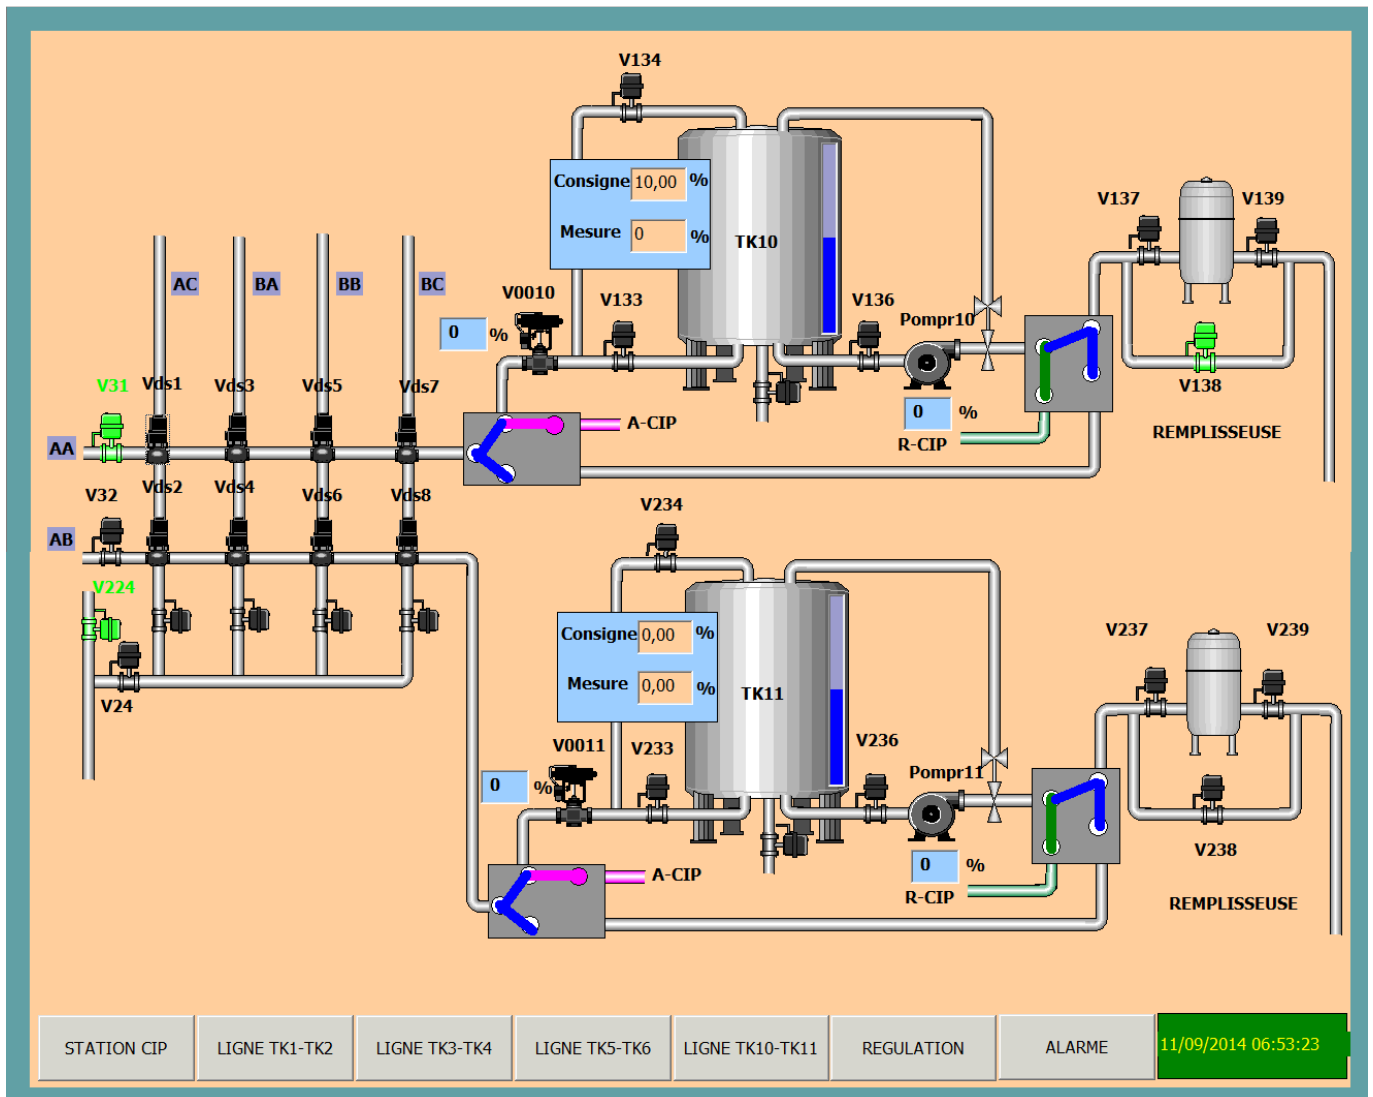 V134
Consigne 10,00 %
Mesure 0 %
TK10
V137
V139
AC
BA
BB
BC
V0010
V133
V136
Pompr10
0 %
V138
V31
Vds1
Vds3
Vds5
Vds7
0 %
A-CIP
R-CIP
REMPLISSEUSE
AA
V32
Vds2
Vds4
Vds6
Vds8
V234
AB
V224
Consigne 0,00 %
Mesure 0,00 %
TK11
V237
V239
V24
V0011
V233
V236
Pompr11
0 %
V238
0 %
A-CIP
R-CIP
REMPLISSEUSE
STATION CIP
LIGNE TK1-TK2
LIGNE TK3-TK4
LIGNE TK5-TK6
LIGNE TK10-TK11
REGULATION
ALARME
11/09/2014 06:53:23